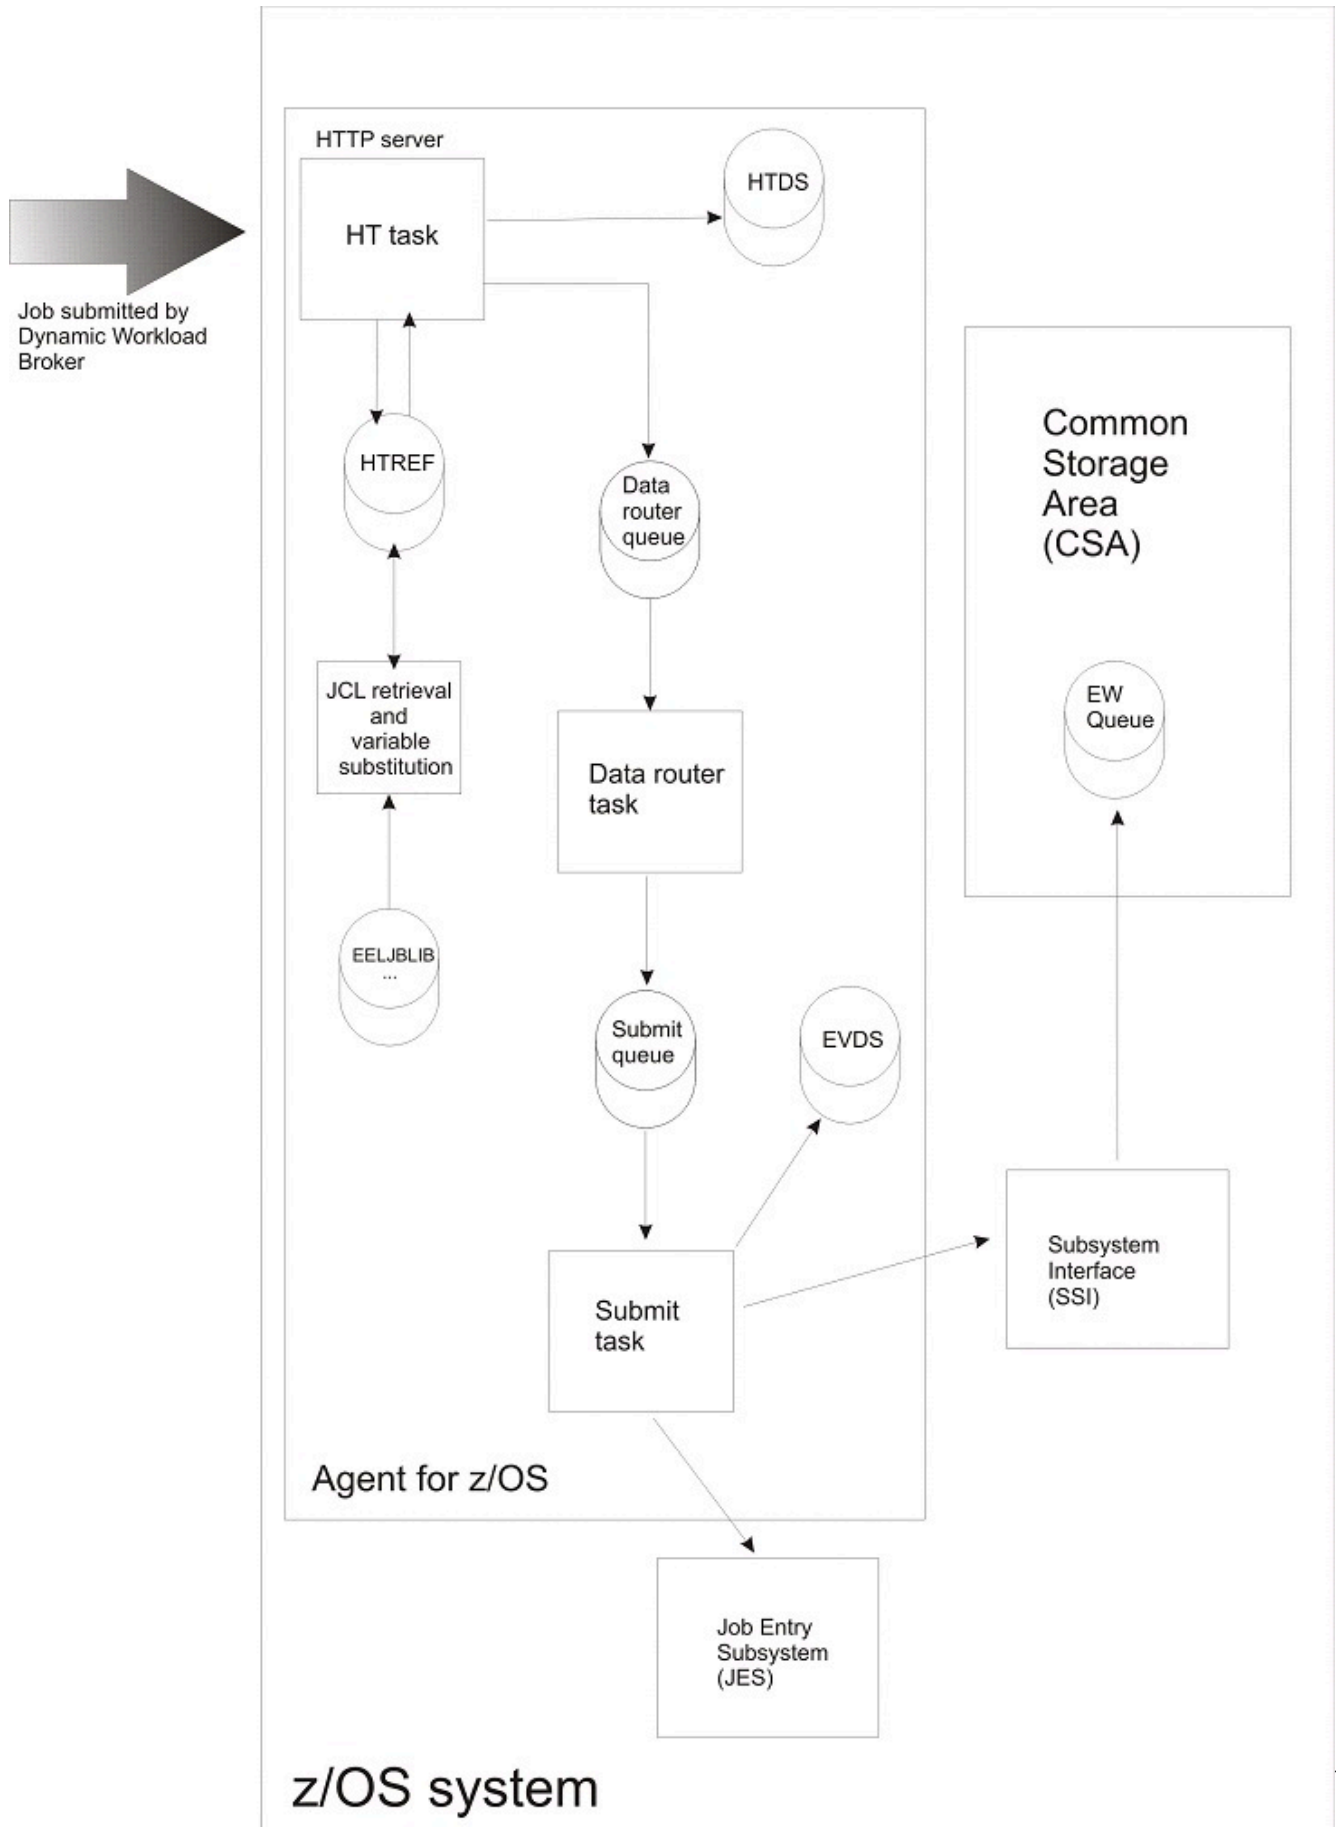 HTTP server
HT task
HTDS
Job submitted by
Dynamic Workload
Broker
HTREF
Data
router
queue
Common
Storage
Area
(CSA)
JCL retrieval
and
variable
substitution
EW
Queue
Data router
task
EELJBLIB
...
Submit
queue
EVDS
Subsystem
Interface
(SSI)
Submit
task
Agent for z/OS
Job Entry
Subsystem
(JES)
z/OS system